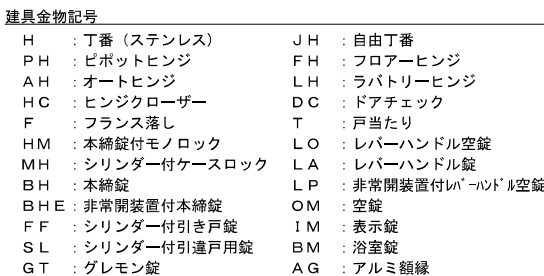 建具金物記号
H :丁番(ステンレス) JH :自由丁番
PH :ピボットヒンジ FH :フロアーヒンジ
AH :オートヒンジ LH :ラバトリーヒンジ
HC :ヒンジクローザー DC :ドアチェック
F :フランス落し T :戸当たり
HM :本締錠付モノロック LO :レバーハンドル空錠
MH :シリンダー付ケースロック LA :レバーハンドル錠
BH :本締錠 LP :非常開装置付レバーハンドル空錠
BHE:非常開装置付本締錠 OM :空錠
FF :シリンダー付引き戸錠 IM :表示錠
SL :シリンダー付引違戸用錠 BM :浴室錠
GT :グレモン錠 AG :アルミ額縁